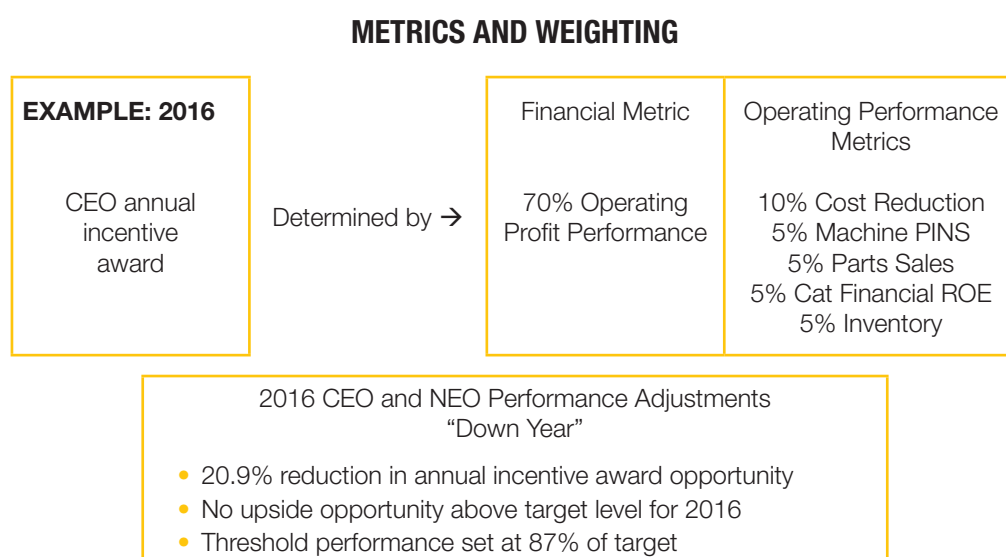 METRICS AND WEIGHTING
EXAMPLE: 2016
CEO annual
incentive
award
Determined by →
Financial Metric
70% Operating
Profit Performance
Operating Performance
Metrics
10% Cost Reduction
5% Machine PINS
5% Parts Sales
5% Cat Financial ROE
5% Inventory
2016 CEO and NEO Performance Adjustments
“Down Year”
• 20.9% reduction in annual incentive award opportunity
• No upside opportunity above target level for 2016
• Threshold performance set at 87% of target